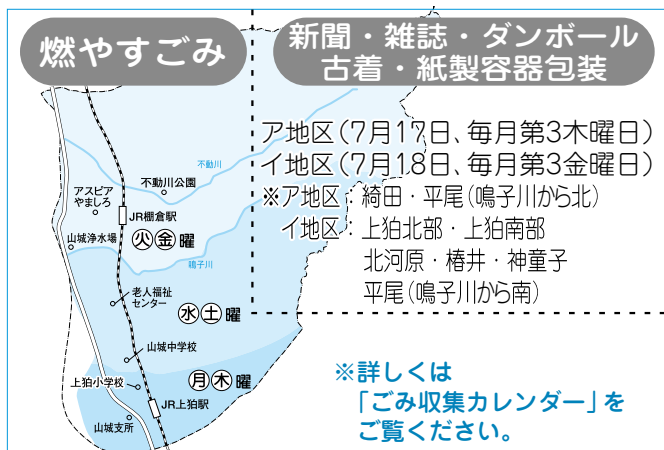 燃やすごみ
新聞・雑誌・ダンボール
古着・紙製容器包装
ア地区(7月17日、毎月第3木曜日)
イ地区(7月18日、毎月第3金曜日)
※ア地区：綺田・平尾(鳴子川から北)
イ地区：上狛北部・上狛南部
北河原・椿井・神童子
平尾(鳴子川から南)
不動川
不動川公園
アスピア
やましろ
JR棚倉駅
山城浄水場
火金曜
鳴子川
老人福祉
センター
水土曜
山城中学校
月木曜
上狛小学校
JR上狛駅
山城支所
※詳しくは
「ごみ収集カレンダー」を
ご覧ください。